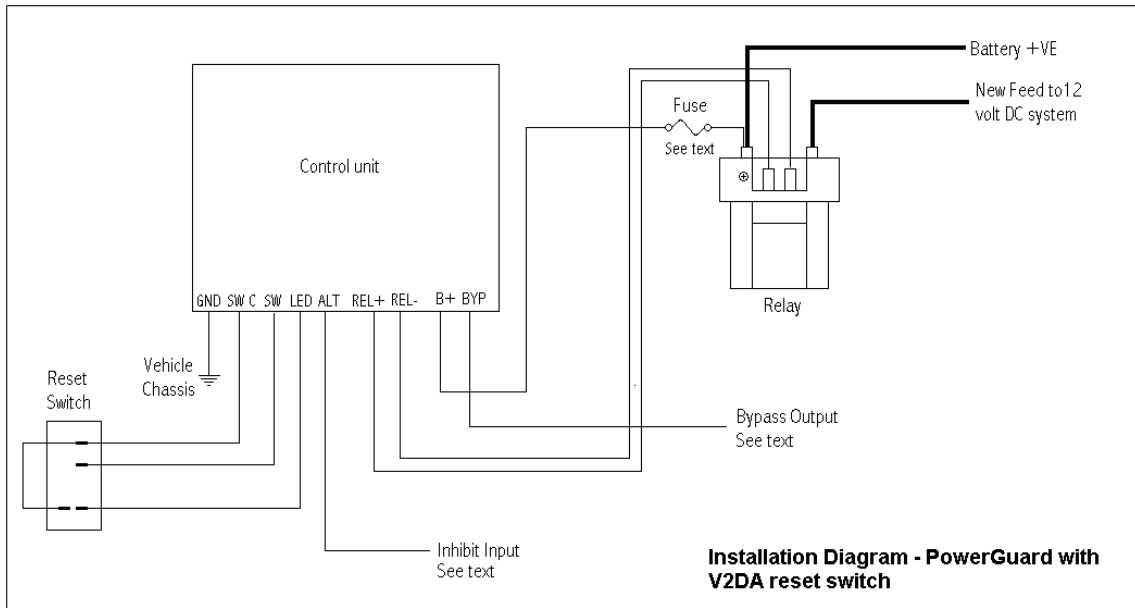 Battery +VE
New Feed to12
volt DC system
Fuse
See text
Control unit
Relay
GND SW C SW LED ALT REL+ REL- B+ BYP
Vehicle
Chassis
Reset
Switch
Bypass Output
See text
Inhibit Input
See text
Installation Diagram - PowerGuard with
V2DA reset switch